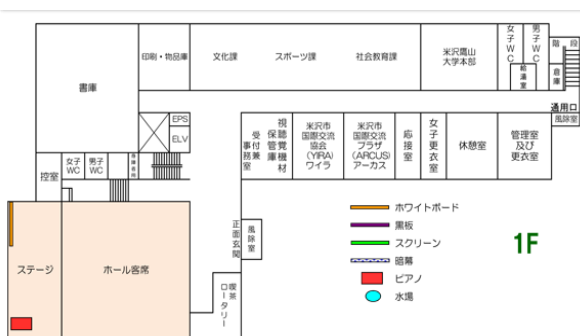 女子WC
男子WC
階段
印刷・物品庫
文化課
スポーツ課
社会教育課
米沢鷹山
大学本部
給湯室
倉庫
書庫
通用口
風除室
EPS
ELV
受付兼
事務室
視聴覚機材
保管庫
米沢市
国際交流
協会
(YIRA)
ワイラ
米沢市
国際交流
プラザ
(ARCUS)
アーカス
応接室
女子更衣室
休憩室
管理室
及び
更衣室
控室
女子
WC
男子
WC
正面玄関
風除室
ホワイトボード
黒板
スクリーン
暗幕
ピアノ
水場
1F
ステージ
ホール客席
喫茶
ロータリー